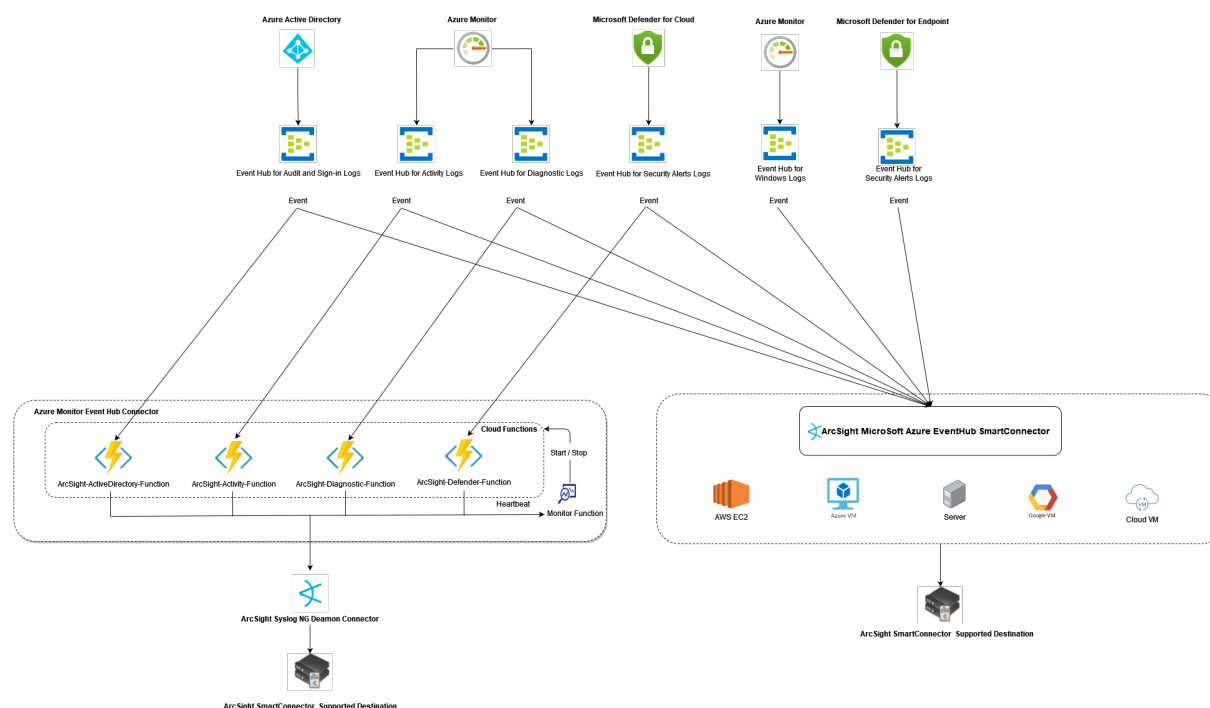 Azure Active Directory
Azure Monitor
Microsoft Defender for Cloud
Azure Monitor
Microsoft Defender for Endpoint
Event Hub for Audit and Sign-in Logs
Event Hub for Activity Logs
Event Hub for Diagnostic Logs
Event Hub for Security Alerts Logs
Event Hub for
Windows Logs
Event Hub for
Security Alerts Logs
Event
Event
Event
Event
Event
Event
Azure Monitor Event Hub Connector
Cloud Functions
Start / Stop
ArcSight-ActiveDirectory-Function
ArcSight-Activity-Function
ArcSight-Diagnostic-Function
ArcSight-Defender-Function
Heartbeat
Monitor Function
ArcSight MicroSoft Azure EventHub SmartConnector
AWS EC2
Azure VM
Server
Google VM
VM
Cloud VM
ArcSight Syslog NG Deamon Connector
ArcSight SmartConnector Supported Destination
ArcSight SmartConnector Supported Destination